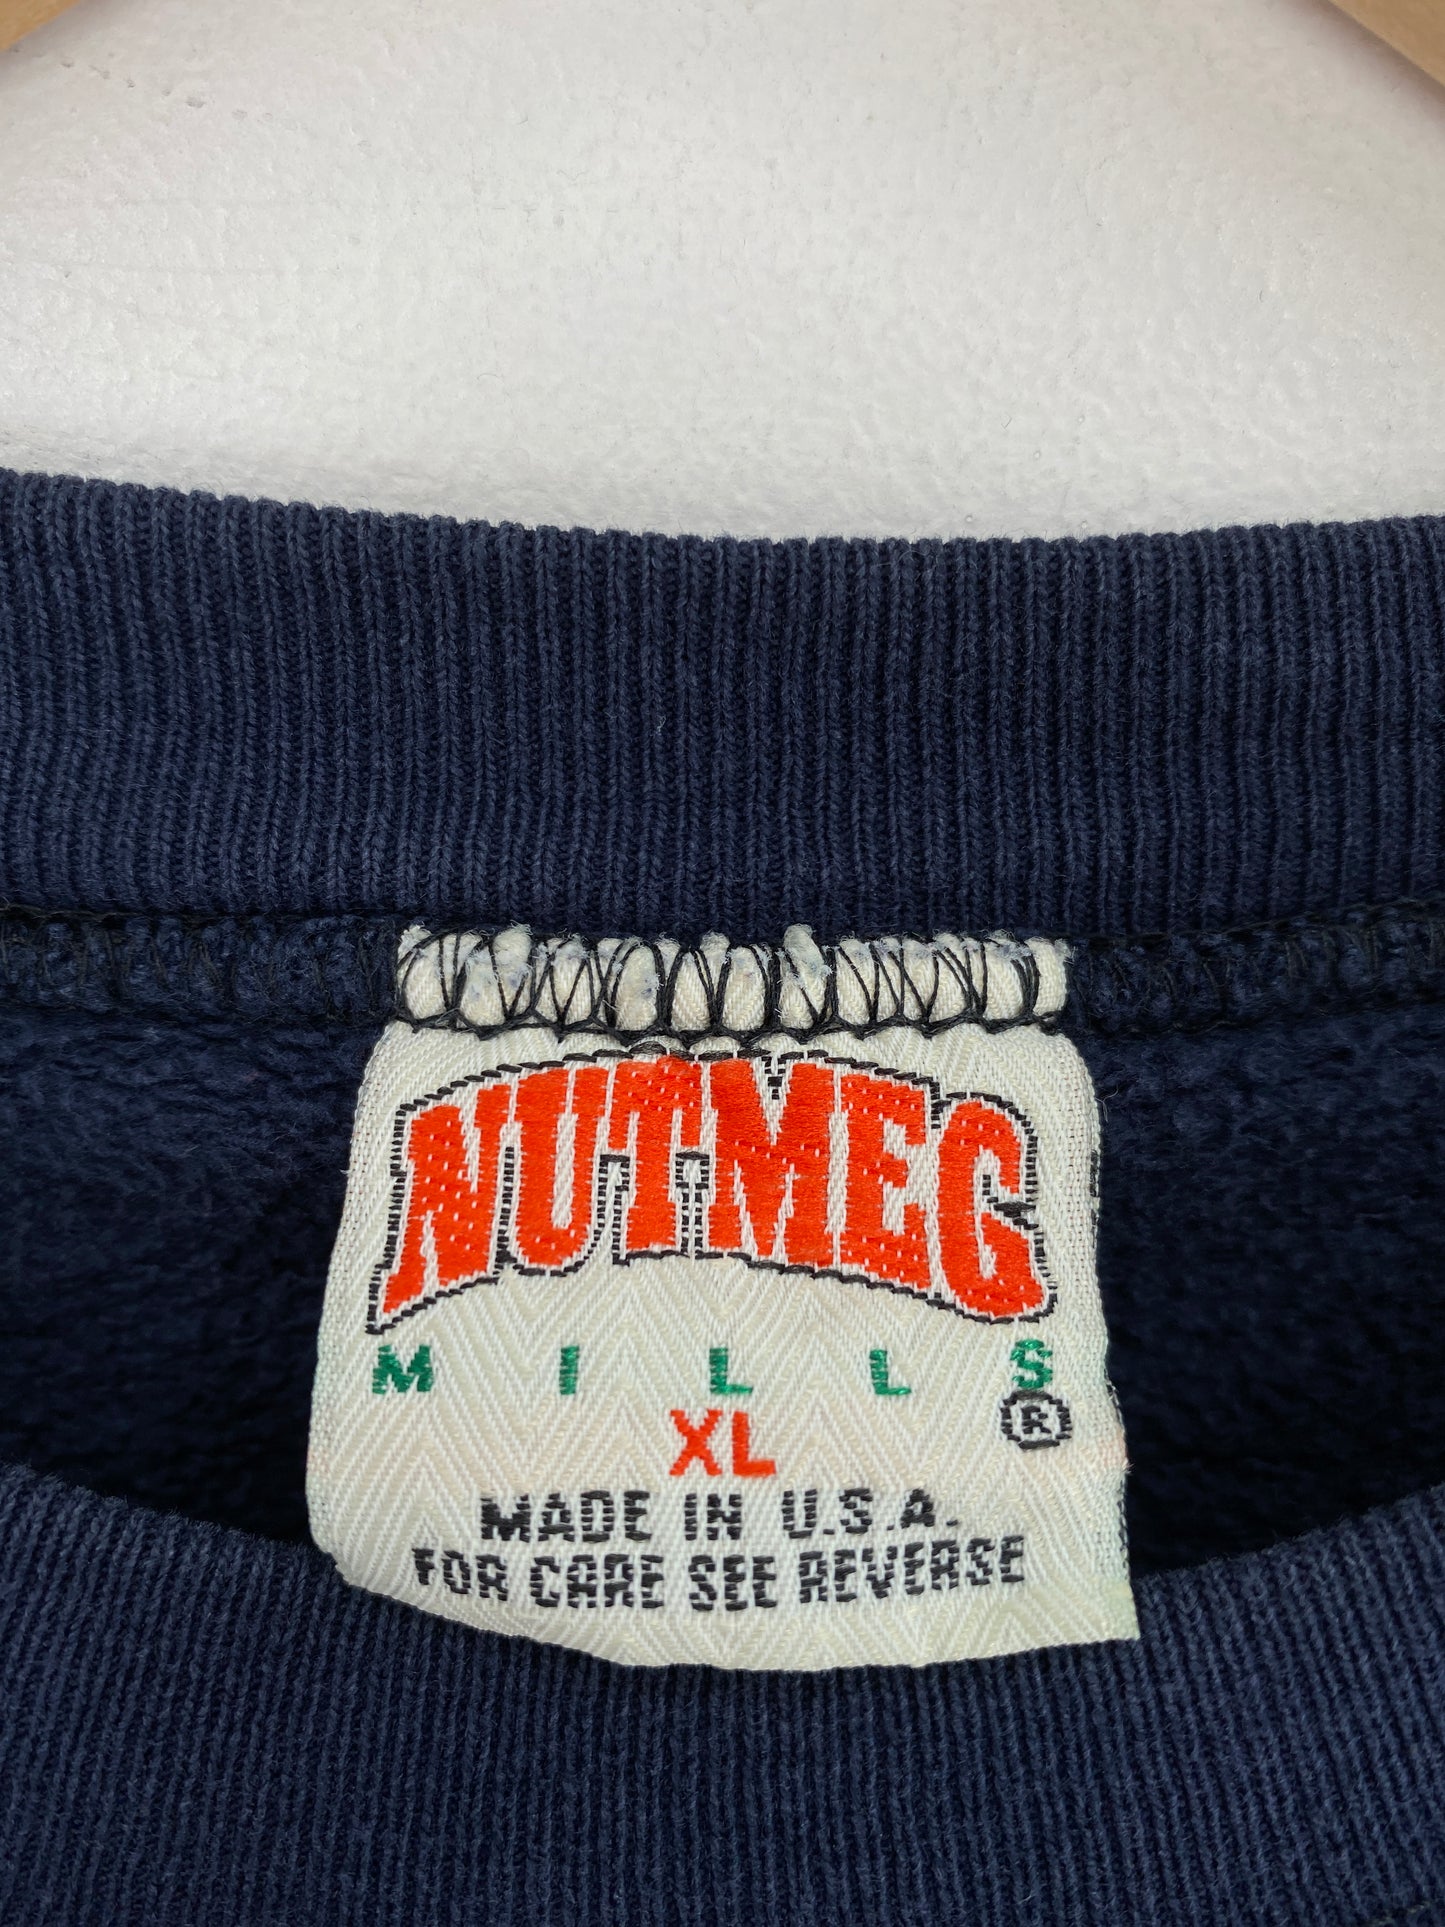 NUTMEG
MILLS
XL ®
MADE IN U.S.A.
FOR CARE SEE REVERSE